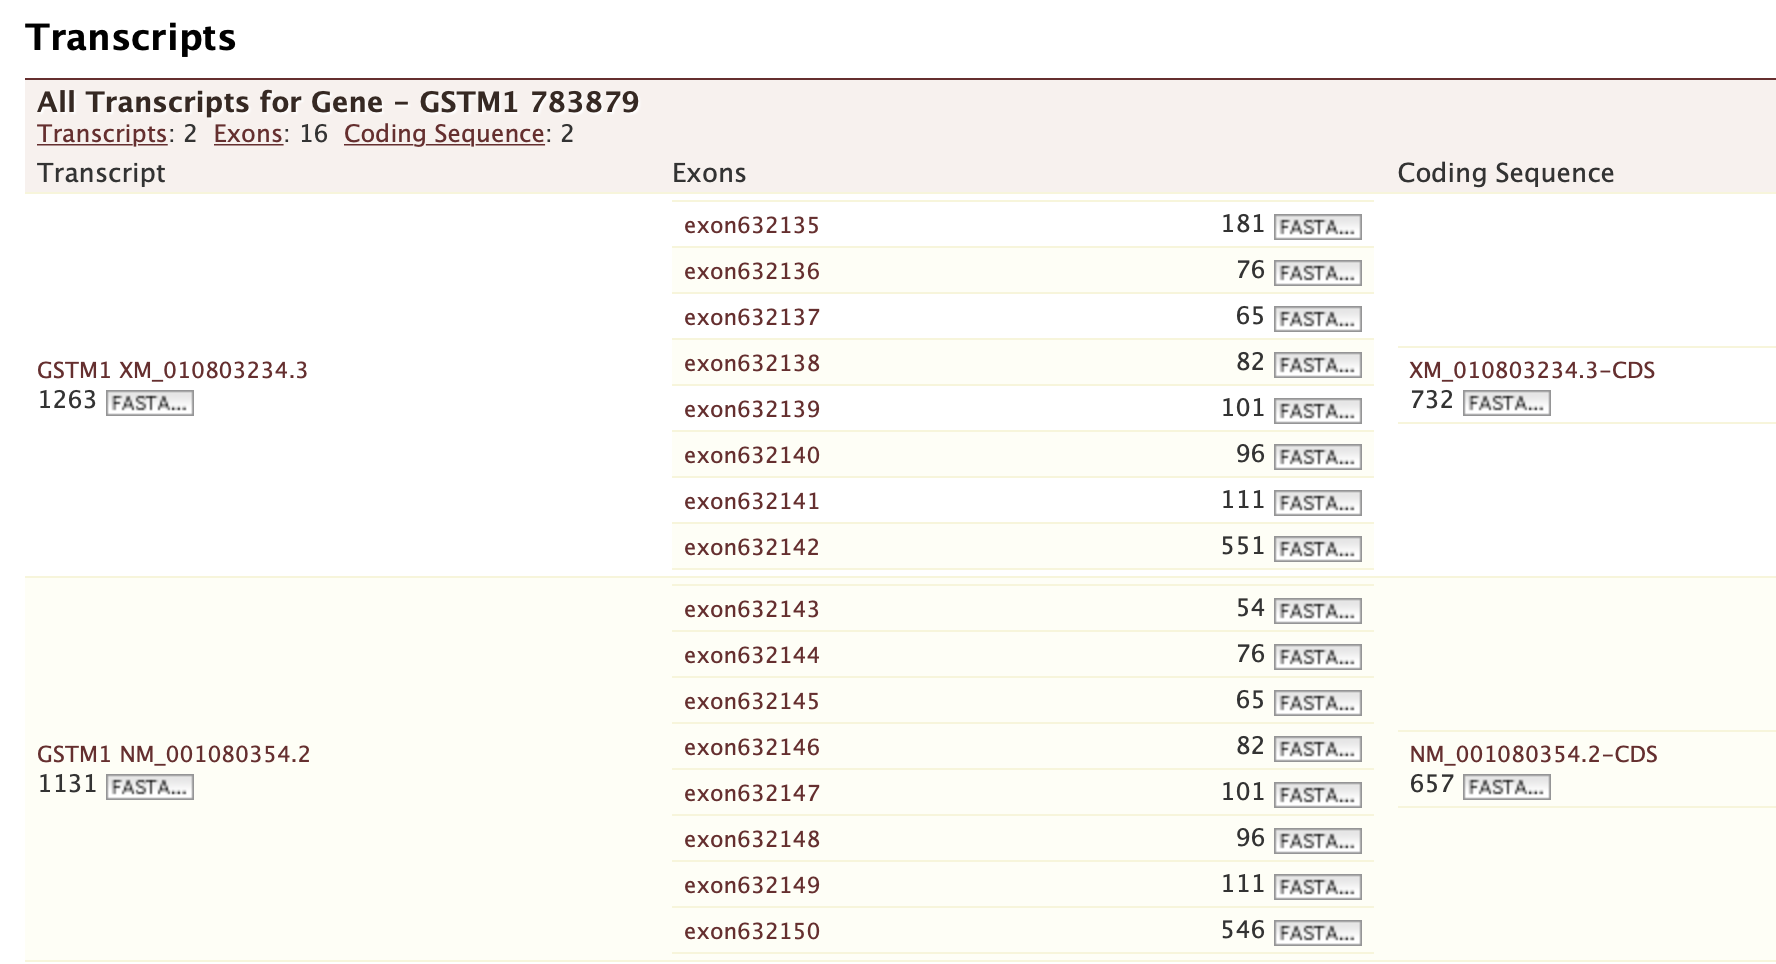 Transcripts
All Transcripts for Gene - GSTM1 783879
Transcripts: 2 Exons: 16 Coding Sequence: 2
Transcript Exons Coding Sequence
GSTM1 XM_010803234.3
1263 FASTA...
exon632135 181 FASTA...
exon632136 76 FASTA...
exon632137 65 FASTA...
exon632138 82 FASTA...
exon632139 101 FASTA...
exon632140 96 FASTA...
exon632141 111 FASTA...
exon632142 551 FASTA...
XM_010803234.3-CDS
732 FASTA...
GSTM1 NM_001080354.2
1131 FASTA...
exon632143 54 FASTA...
exon632144 76 FASTA...
exon632145 65 FASTA...
exon632146 82 FASTA...
exon632147 101 FASTA...
exon632148 96 FASTA...
exon632149 111 FASTA...
exon632150 546 FASTA...
NM_001080354.2-CDS
657 FASTA...